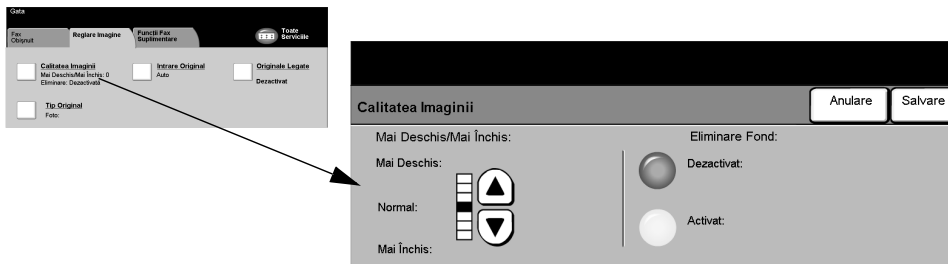 Gata
Fax
Obișnuit
Reglare Imagine
Funcții Fax
Suplimentare
Toate
Serviciile
Calitatea Imaginii
Mai Deschis/Mai Închis: 0
Eliminare: Dezactivată
Intrare Original
Auto
Originale Legate
Dezactivat
Tip Original
Foto:
Calitatea Imaginii
Anulare
Salvare
Mai Deschis/Mai Închis:
Eliminare Fond:
Mai Deschis:
Dezactivat:
Normal:
Activat:
Mai Închis: